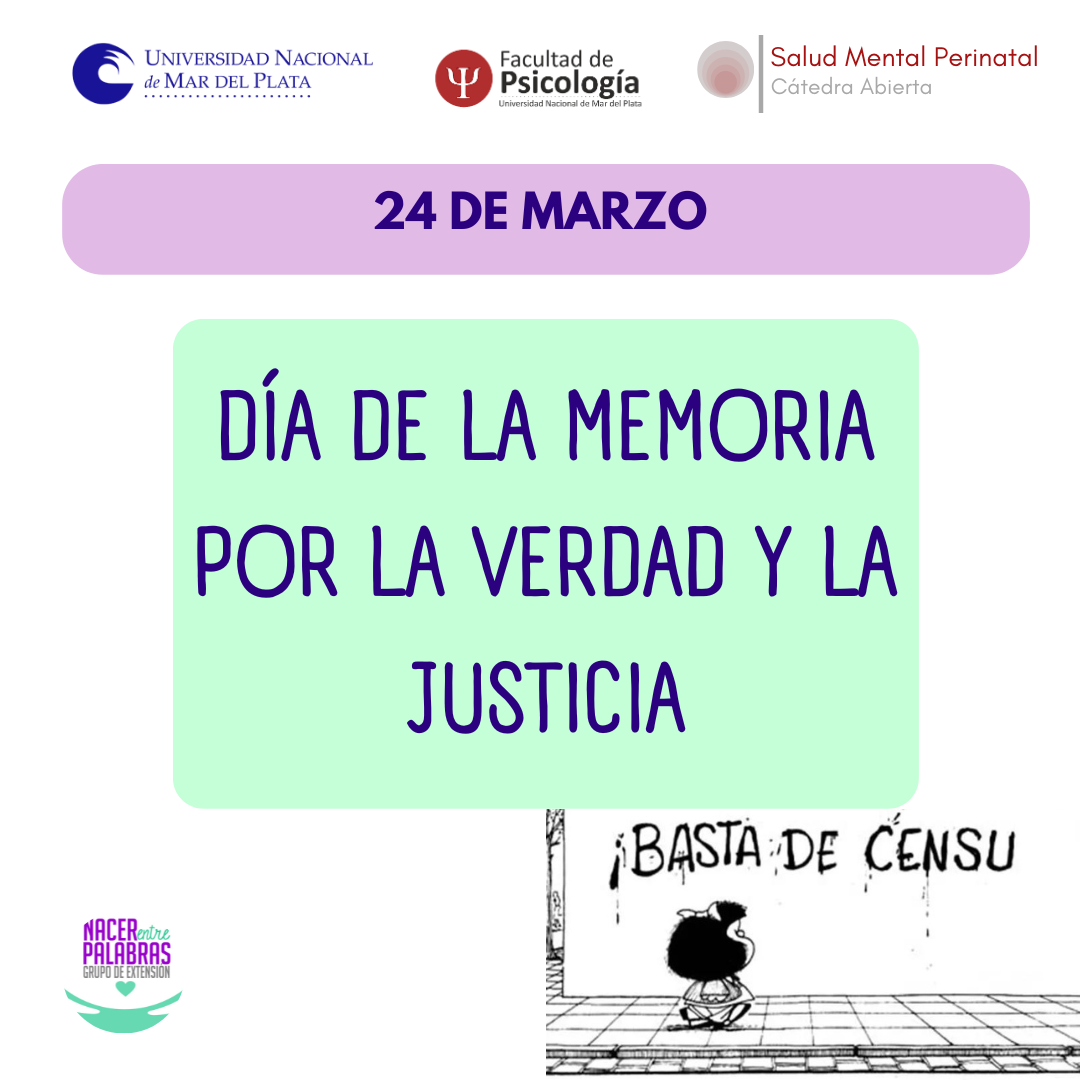 UNIVERSIDAD NACIONAL
de MAR DEL PLATA
Facultad de
Psicología
Universidad Nacional de Mar del Plata
Salud Mental Perinatal
Cátedra Abierta
24 DE MARZO
DÍA DE LA MEMORIA
POR LA VERDAD Y LA
JUSTICIA
¡BASTA DE CENSU
NACER entre
PALABRAS
GRUPO DE EXTENSION